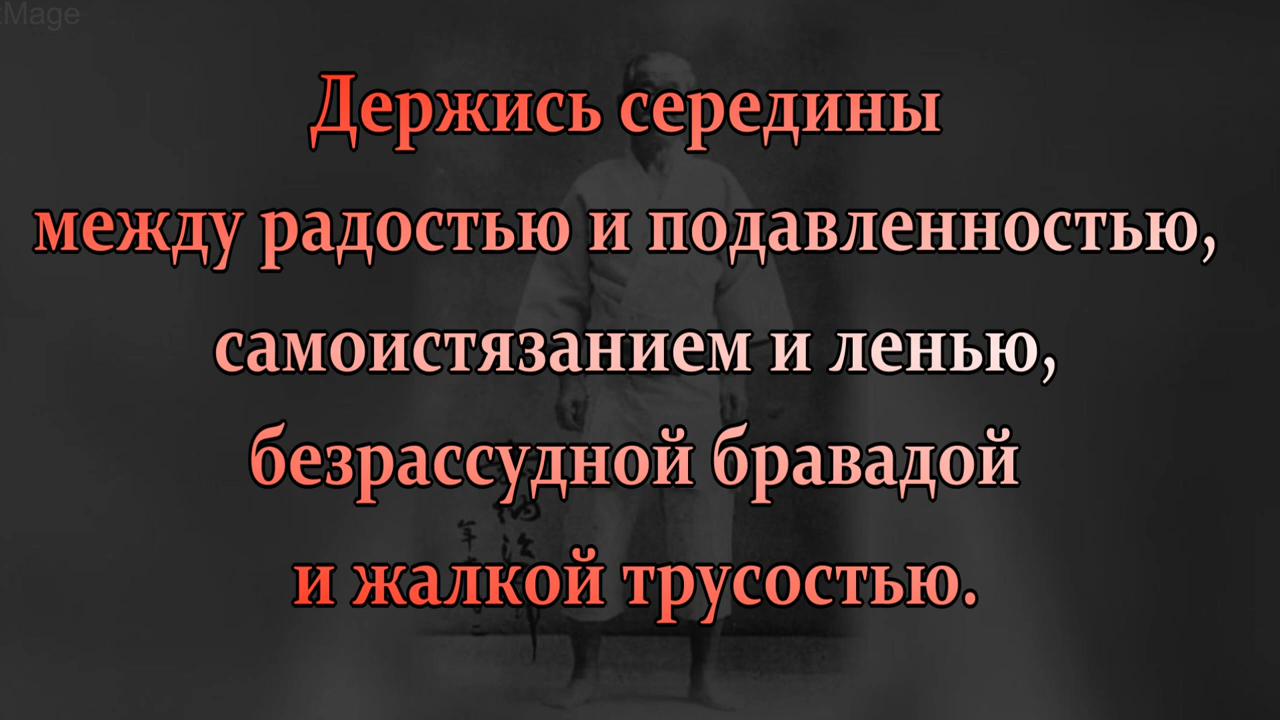 Mage
Держись середины
между радостью и подавленностью,
самоистязанием и ленью,
безрассудной бравадой
и жалкой трусостью.